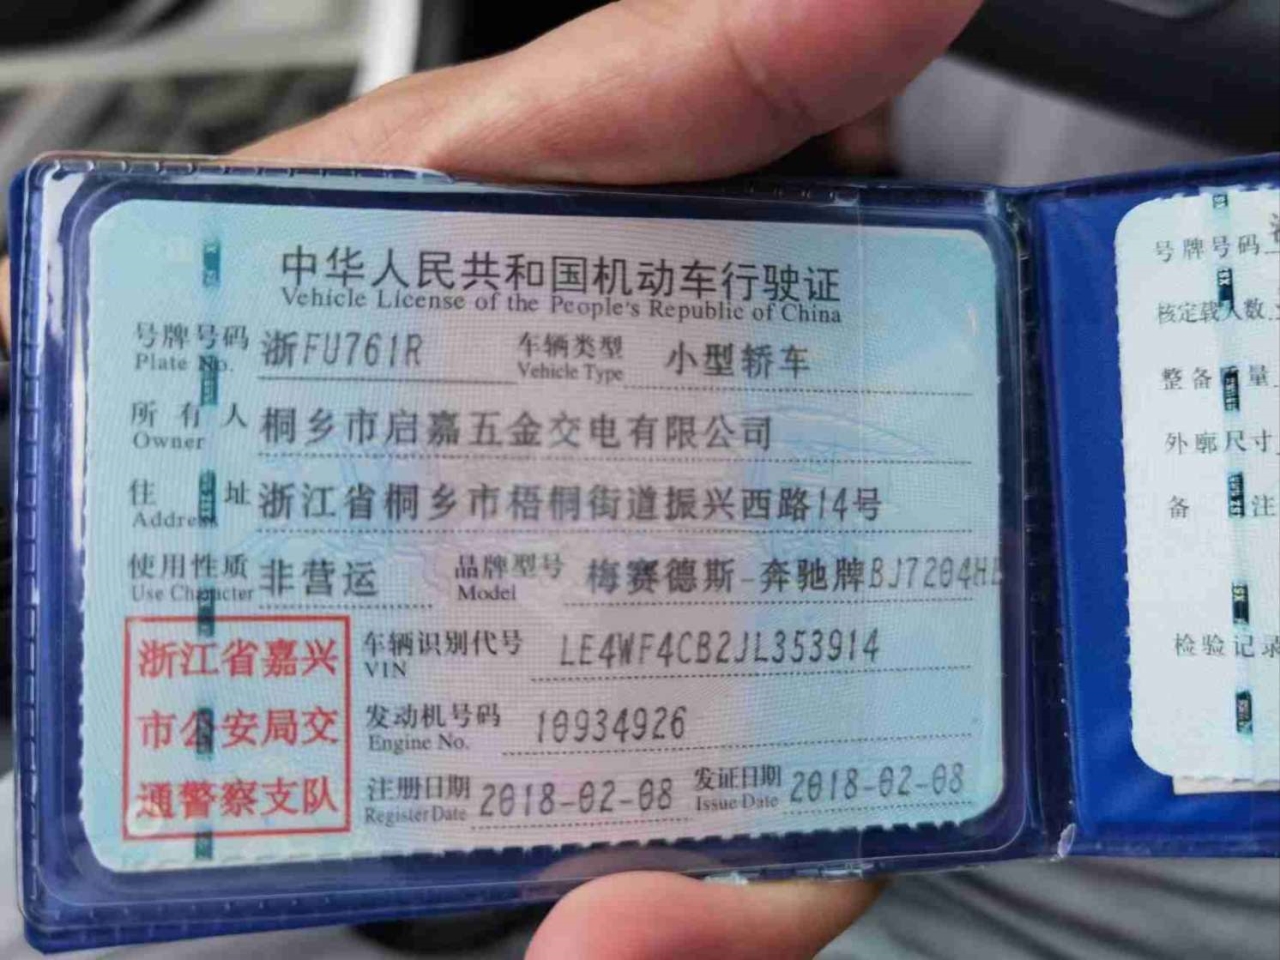 中华人民共和国机动车行驶证
Vehicle License of the People's Republic of China
号牌号码 浙FU761R 车辆类型 小型轿车
Plate No. Vehicle Type
所有人 桐乡市启嘉五金交电有限公司
Owner
住址 浙江省桐乡市梧桐街道振兴西路14号
Address
使用性质 非营运 品牌型号 梅赛德斯-奔驰牌BJ7204H
Use Character Model
浙江省嘉兴
市公安局交
通警察支队
车辆识别代号 LE4WF4CB2JL353914
VIN
发动机号码 10934926
Engine No.
注册日期 2018-02-08 发证日期 2018-02-08
Register Date Issue Date
号牌号码
核定载人数
整备质量
外廓尺寸
备注
检验记录